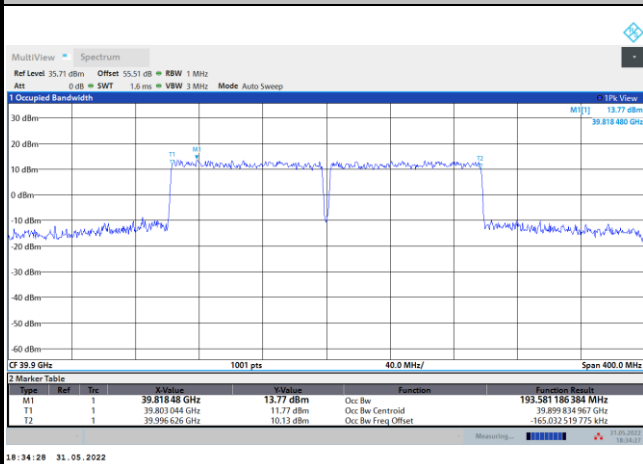 MultiView Spectrum
Ref Level 35.71 dBm Offset 55.51 dB RBW 1 MHz
Att 0 dB SWT 1.6 ms VBW 3 MHz Mode Auto Sweep
1 Occupied Bandwidth 1Pk View
M1[1] 13.77 dBm
39.818 480 GHz
30 dBm
20 dBm
T1 M1 T2
10 dBm
0 dBm
-10 dBm
-20 dBm
-30 dBm
-40 dBm
-50 dBm
-60 dBm
CF 39.9 GHz 1001 pts 40.0 MHz/ Span 400.0 MHz
2 Marker Table
Type Ref Trc X-Value Y-Value Function Function Result
M1 1 39.818 48 GHz 13.77 dBm Occ Bw 193.581 186 384 MHz
T1 1 39.803 044 GHz 11.77 dBm Occ Bw Centroid 39.899 834 967 GHz
T2 1 39.996 626 GHz 10.13 dBm Occ Bw Freq Offset -165.032 519 775 kHz
Measuring... 31.05.2022
18:34:27
18:34:28 31.05.2022